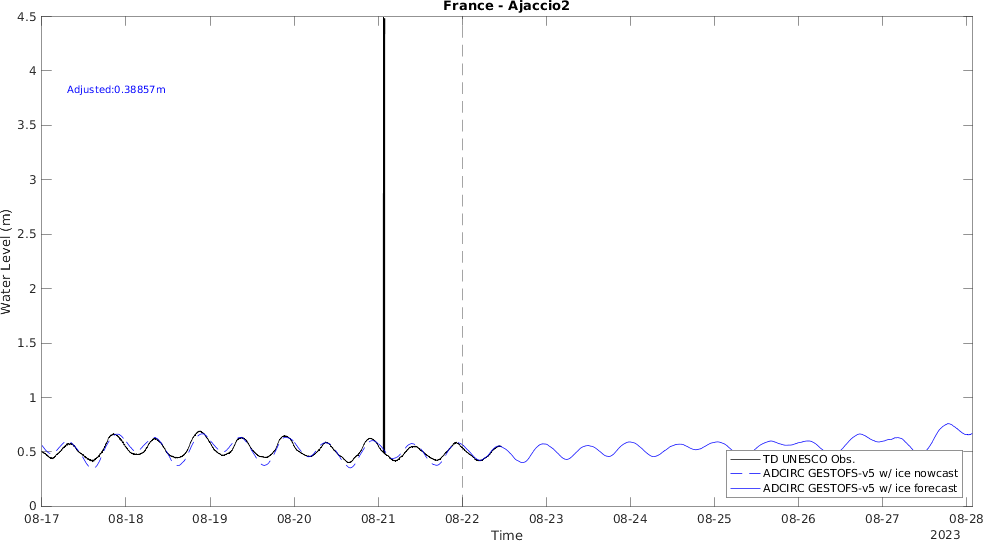 France - Ajaccio2
4.5
4
3.5
3
2.5
2
1.5
1
0.5
0
Water Level (m)
Adjusted:0.38857m
TD UNESCO Obs.
ADCIRC GESTOFS-v5 w/ ice nowcast
ADCIRC GESTOFS-v5 w/ ice forecast
08-17 08-18 08-19 08-20 08-21 08-22 08-23 08-24 08-25 08-26 08-27 08-28
2023
Time